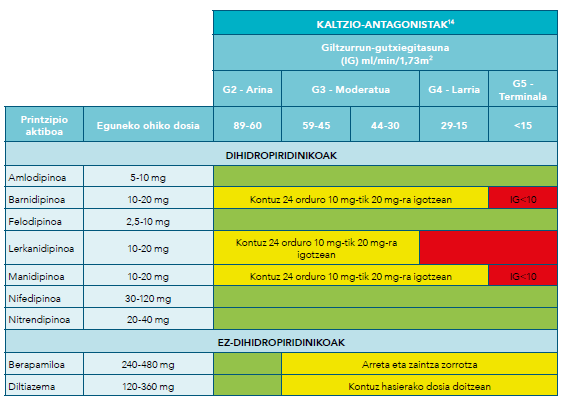 KALTZIO-ANTAGONISTAK¹⁴
Giltzurrun-gutxiegitasuna
(IG) ml/min/1,73m²
G2 - Arina G3 - Moderatua G4 - Larria G5 - Terminala
Printzipio aktiboa Eguneko ohiko dosia 89-60 59-45 44-30 29-15 <15
DIHIDROPIRIDINIKOAK
Amlodipinoa 5-10 mg
Barnidipinoa 10-20 mg Kontuz 24 orduro 10 mg-tik 20 mg-ra igotzean IG<10
Felodipinoa 2,5-10 mg
Lerkanidipinoa 10-20 mg Kontuz 24 orduro 10 mg-tik 20 mg-ra igotzean
Manidipinoa 10-20 mg Kontuz 24 orduro 10 mg-tik 20 mg-ra igotzean IG<10
Nifedipinoa 30-120 mg
Nitrendipinoa 20-40 mg
EZ-DIHIDROPIRIDINIKOAK
Berapamiloa 240-480 mg Arreta eta zaintza zorrotza
Diltiazema 120-360 mg Kontuz hasierako dosia doitzean